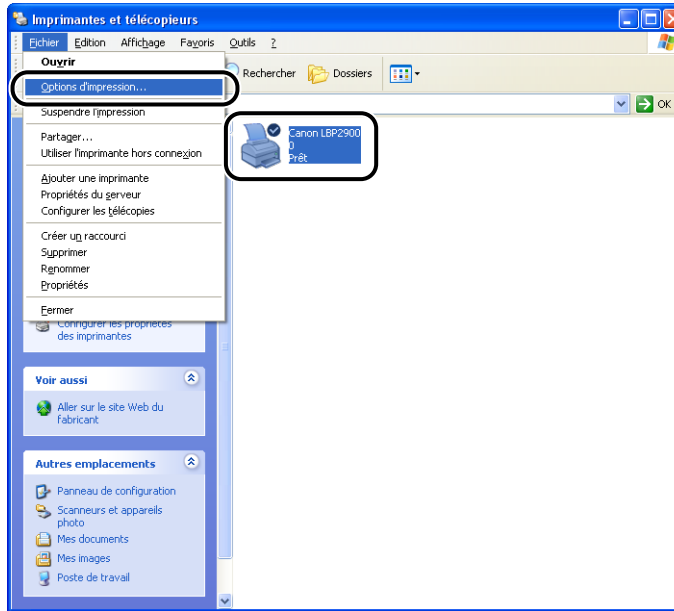 Imprimantes et télécopieurs
Fichier Edition Affichage Favoris Outils ?
Ouvrir
Options d'impression...
Suspendre l'impression
Partager...
Utiliser l'imprimante hors connexion
Ajouter une imprimante
Propriétés du serveur
Configurer les télécopies
Créer un raccourci
Supprimer
Renommer
Propriétés
Fermer
Rechercher Dossiers
OK
Canon LBP2900
0
Prêt
Configurer les propriétés
des imprimantes
Voir aussi
Aller sur le site Web du
fabricant
Autres emplacements
Panneau de configuration
Scanneurs et appareils
photo
Mes documents
Mes images
Poste de travail